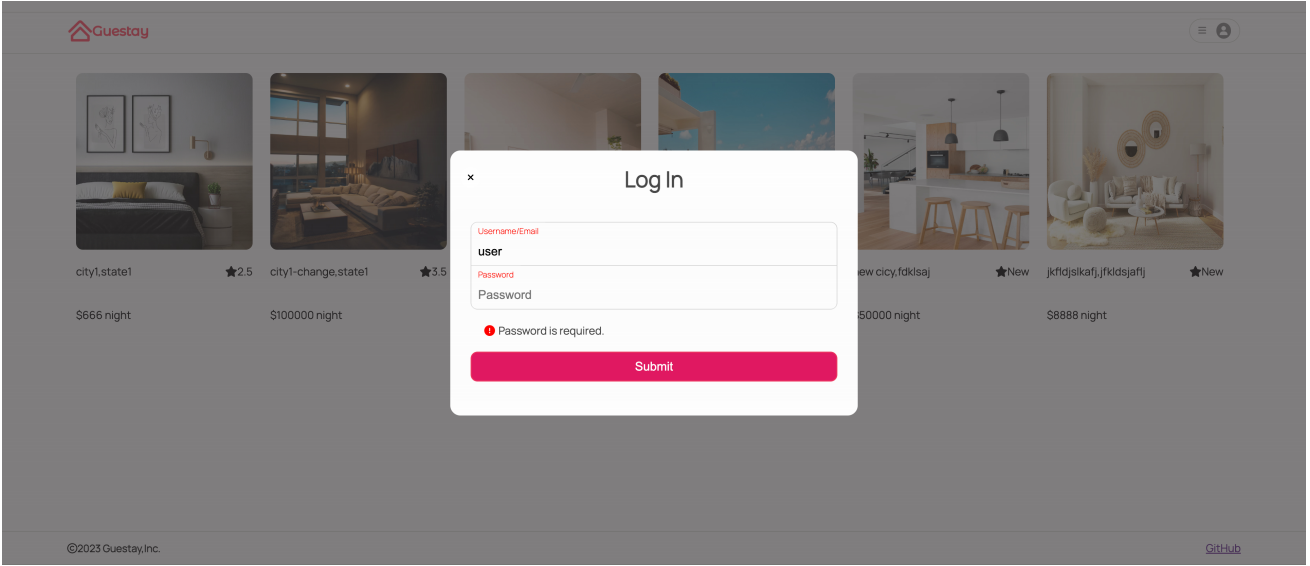 Guestay
Log In
Username/Email
user
Password
Password
Password is required.
Submit
city1,state1 2.5
city1-change,state1 3.5
ew cicy,fdklsaj New
jkfldjslkafj,jfkldsjaflj New
$666 night
$100000 night
50000 night
$8888 night
©2023 Guestay,Inc.
GitHub